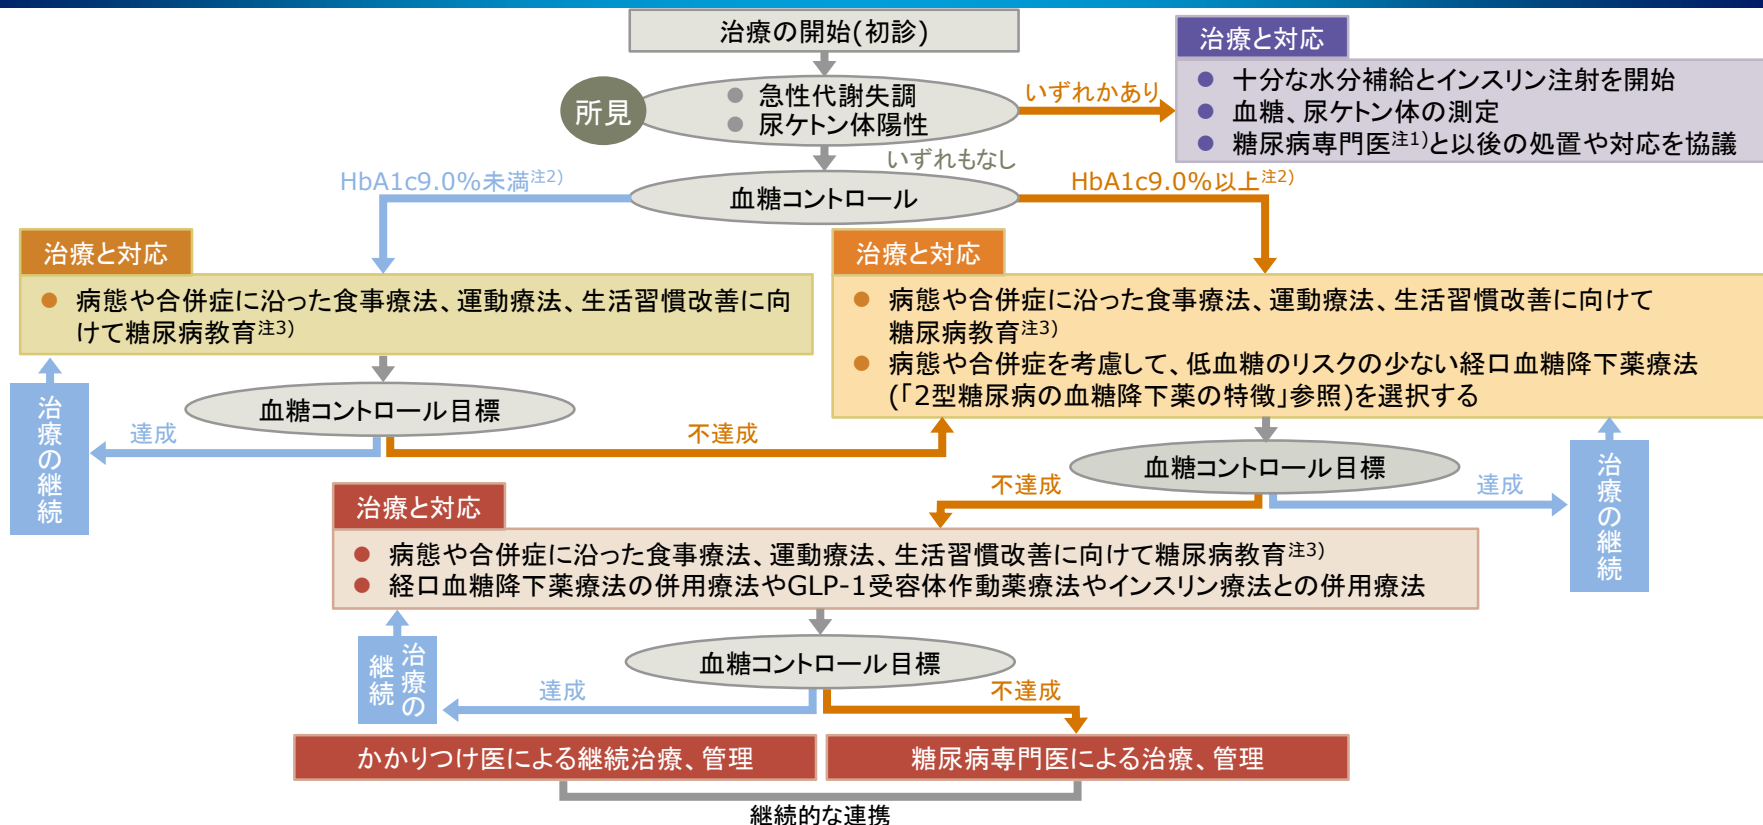 治療の開始(初診)
所見
● 急性代謝失調
● 尿ケトン体陽性
いずれかあり
治療と対応
● 十分な水分補給とインスリン注射を開始
● 血糖、尿ケトン体の測定
● 糖尿病専門医注1)と以後の処置や対応を協議
いずれもなし
HbA1c9.0%未満注2)
血糖コントロール
HbA1c9.0%以上注2)
治療と対応
● 病態や合併症に沿った食事療法、運動療法、生活習慣改善に向
けて糖尿病教育注3)
治療と対応
● 病態や合併症に沿った食事療法、運動療法、生活習慣改善に向けて
糖尿病教育注3)
● 病態や合併症を考慮して、低血糖のリスクの少ない経口血糖降下薬療法
(「2型糖尿病の血糖降下薬の特徴」参照)を選択する
血糖コントロール目標
達成
不達成
治療の継続
血糖コントロール目標
不達成
達成
治療の継続
治療と対応
● 病態や合併症に沿った食事療法、運動療法、生活習慣改善に向けて糖尿病教育注3)
● 経口血糖降下薬療法の併用療法やGLP-1受容体作動薬療法やインスリン療法との併用療法
血糖コントロール目標
達成
不達成
治療の
継続
かかりつけ医による継続治療、管理
糖尿病専門医による治療、管理
継続的な連携